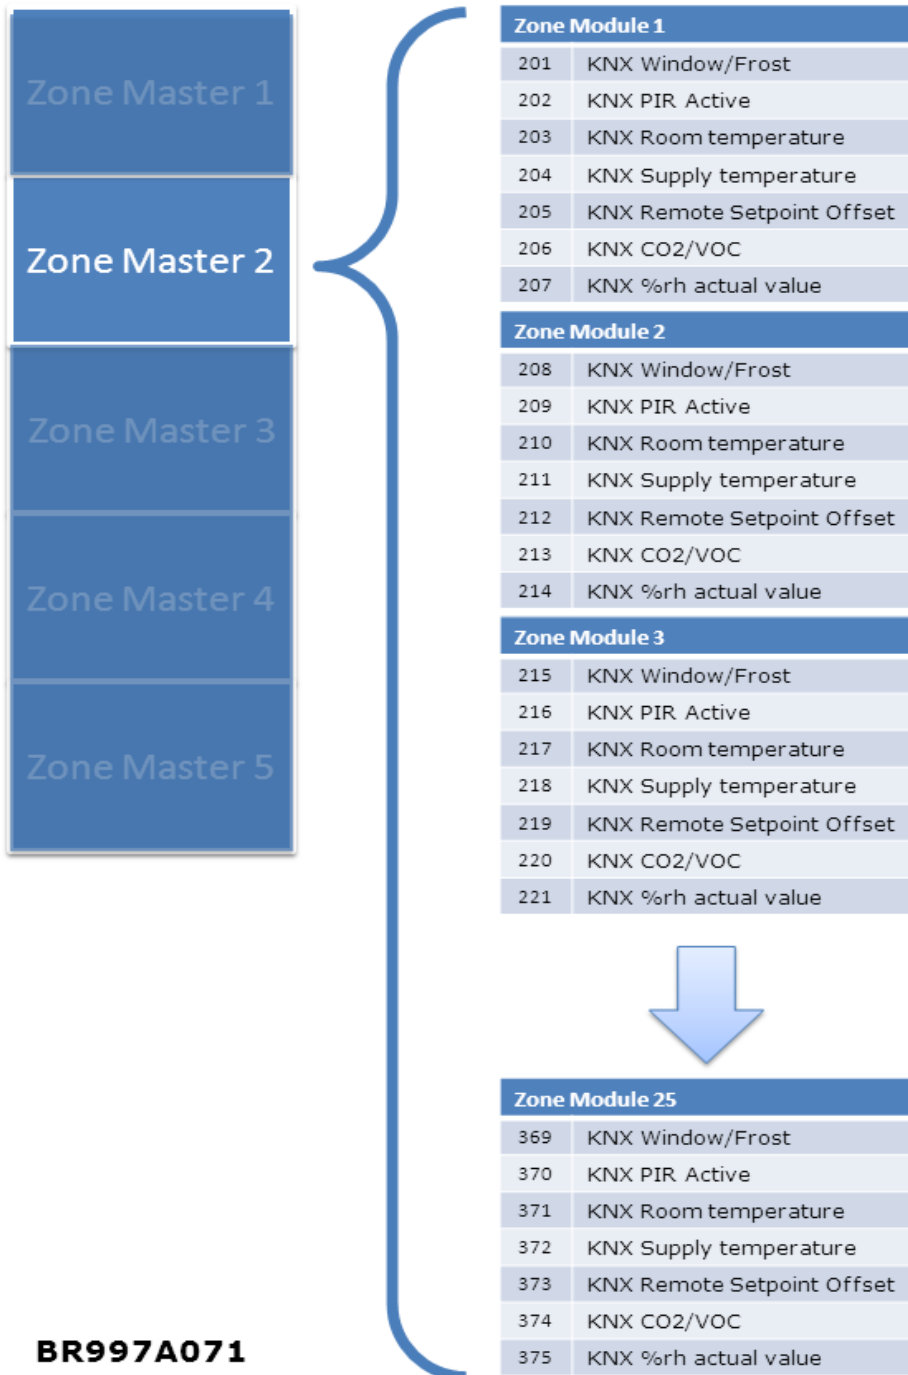 Zone Master 1
Zone Master 2
Zone Master 3
Zone Master 4
Zone Master 5
Zone Module 1
201 KNX Window/Frost
202 KNX PIR Active
203 KNX Room temperature
204 KNX Supply temperature
205 KNX Remote Setpoint Offset
206 KNX CO2/VOC
207 KNX %rh actual value
Zone Module 2
208 KNX Window/Frost
209 KNX PIR Active
210 KNX Room temperature
211 KNX Supply temperature
212 KNX Remote Setpoint Offset
213 KNX CO2/VOC
214 KNX %rh actual value
Zone Module 3
215 KNX Window/Frost
216 KNX PIR Active
217 KNX Room temperature
218 KNX Supply temperature
219 KNX Remote Setpoint Offset
220 KNX CO2/VOC
221 KNX %rh actual value
Zone Module 25
369 KNX Window/Frost
370 KNX PIR Active
371 KNX Room temperature
372 KNX Supply temperature
373 KNX Remote Setpoint Offset
374 KNX CO2/VOC
375 KNX %rh actual value
BR997A071